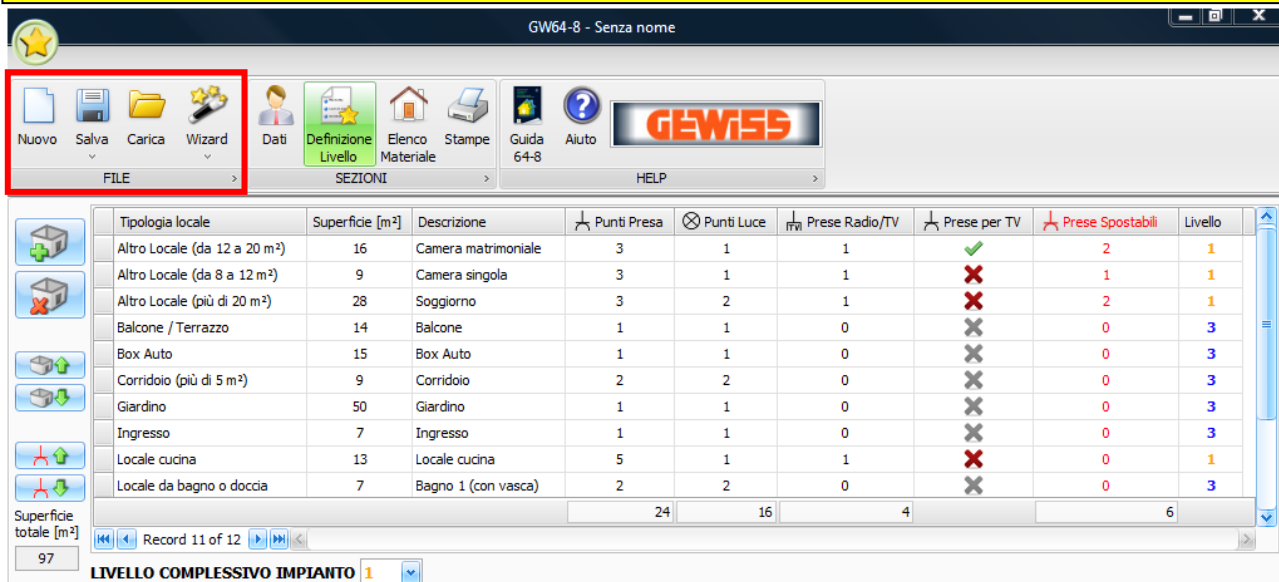 GW64-8 - Senza nome
Nuovo Salva Carica Wizard Dati Definizione Livello Elenco Materiale Stampe Guida 64-8 Aiuto GEWISS
FILE SEZIONI HELP
Tipologia locale Superficie [m²] Descrizione Punti Presa Punti Luce Prese Radio/TV Prese per TV Prese Spostabili Livello
Altro Locale (da 12 a 20 m²) 16 Camera matrimoniale 3 1 1 2 1
Altro Locale (da 8 a 12 m²) 9 Camera singola 3 1 1 1 1
Altro Locale (più di 20 m²) 28 Soggiorno 3 2 1 2 1
Balcone / Terrazzo 14 Balcone 1 1 0 0 3
Box Auto 15 Box Auto 1 1 0 0 3
Corridoio (più di 5 m²) 9 Corridoio 2 2 0 0 3
Giardino 50 Giardino 1 1 0 0 3
Ingresso 7 Ingresso 1 1 0 0 3
Locale cucina 13 Locale cucina 5 1 1 0 1
Locale da bagno o doccia 7 Bagno 1 (con vasca) 2 2 0 0 3
24 16 4 6
Superficie totale [m²]
Record 11 of 12
97
LIVELLO COMPLESSIVO IMPIANTO 1